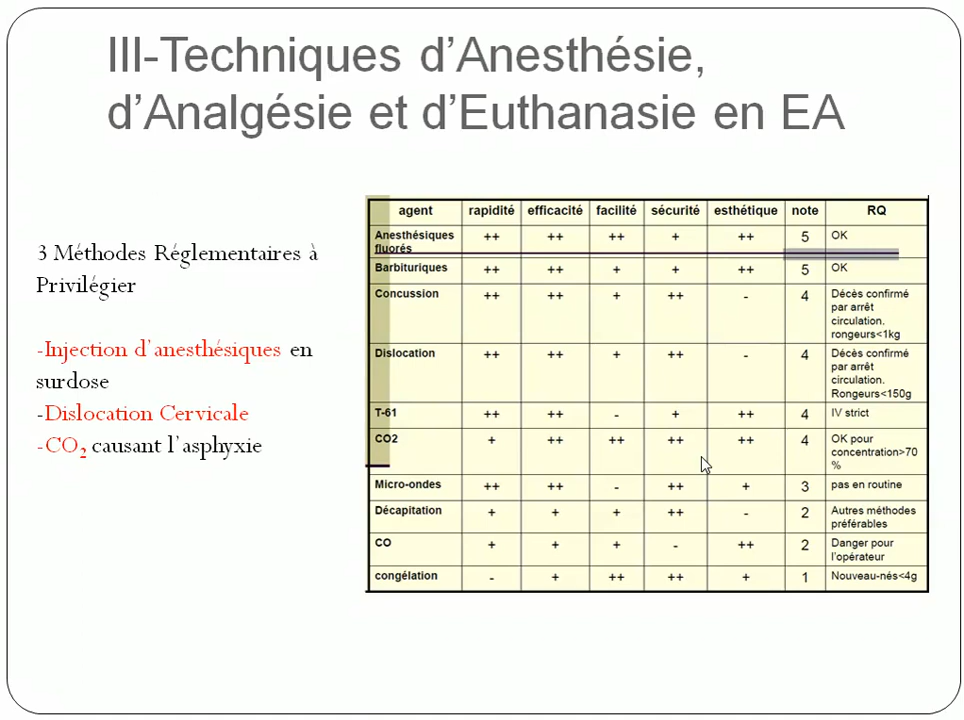 III-Techniques d’Anesthésie,
d’Analgésie et d’Euthanasie en EA
3 Méthodes Réglementaires à
Privilégier
-Injection d’anesthésiques en
surdose
-Dislocation Cervicale
-CO2 causant l’asphyxie
agent rapidité efficacité facilité sécurité esthétique note RQ
Anesthésiques
fluorés ++ ++ ++ + ++ 5 OK
Barbituriques ++ ++ + + ++ 5 OK
Concussion ++ ++ + ++ - 4 Décès confirmé
par arrêt
circulation.
rongeurs<1kg
Dislocation ++ ++ + ++ - 4 Décès confirmé
par arrêt
circulation.
Rongeurs<150g
T-61 ++ ++ - + ++ 4 IV strict
CO2 + ++ ++ ++ ++ 4 OK pour
concentration>70
%
Micro-ondes ++ ++ - ++ + 3 pas en routine
Décapitation + + + ++ - 2 Autres méthodes
préférables
CO + + + - ++ 2 Danger pour
l’opérateur
congélation - + ++ ++ + 1 Nouveau-nés<4g